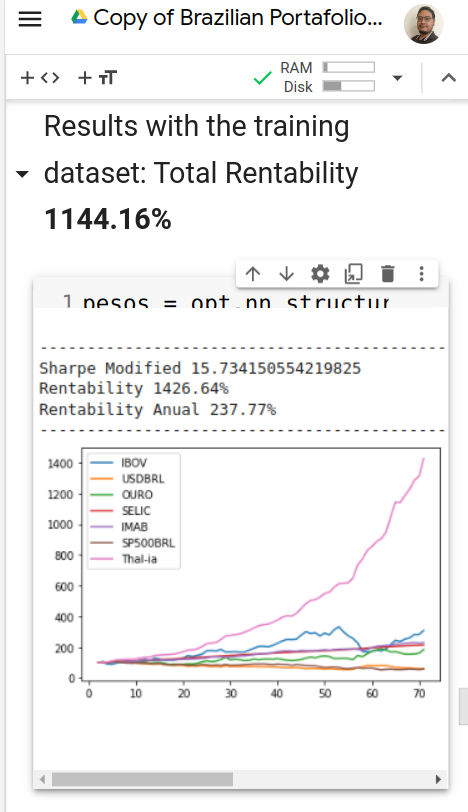 Copy of Brazilian Portafolio...
+ <> + TT
RAM
Disk
Results with the training
dataset: Total Rentability
1144.16%
1 pesos = opt.nn_structur
----------------------------------------
Sharpe Modified 15.734150554219825
Rentability 1426.64%
Rentability Anual 237.77%
----------------------------------------
IBOV
USDBRL
OURO
SELIC
IMAB
SP500BRL
Thal-ia
1400
1200
1000
800
600
400
200
0
0 10 20 30 40 50 60 70